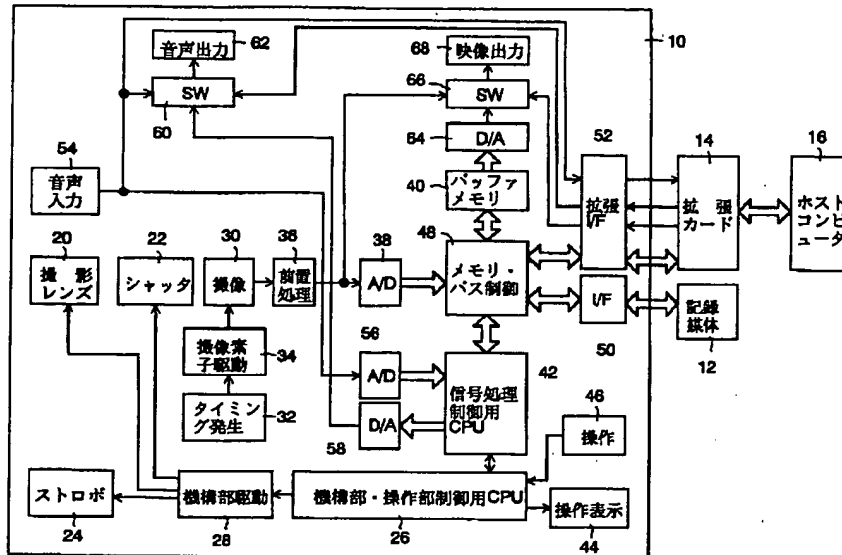 62
音声出力
68
映像出力
10
SW
60
66
SW
64
D/A
52
14
16
54
音声
入力
40
バッファ
メモリ
拡張
I/F
拡張
カード
ホスト
コンピ
ュータ
20
撮影
レンズ
22
シャッタ
30
撮像
36
前置
処理
38
A/D
48
メモリ・
バス制御
I/F
50
記録
媒体
12
撮像素
子駆動
34
56
A/D
信号処理
制御用
CPU
42
タイミン
グ発生
32
D/A
58
46
操作
ストロボ
24
機構部駆動
28
機構部・操作部制御用CPU
26
操作表示
44